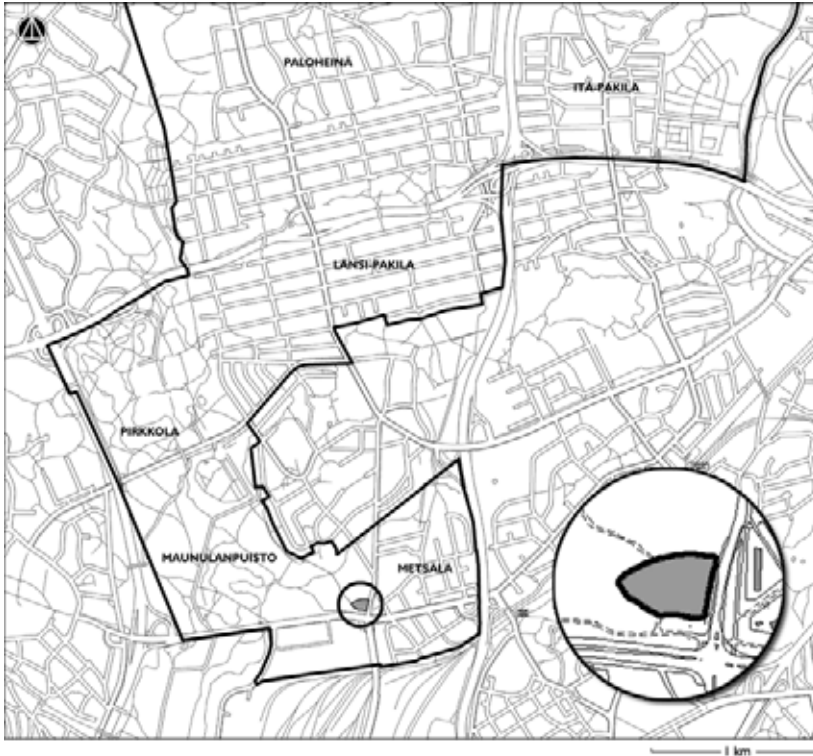 PALOHEINÄ
ITÄ-PAKILA
LÄNSI-PAKILA
PIRKKOLA
MAUNULANPUISTO
METSÄLÄ
1 km